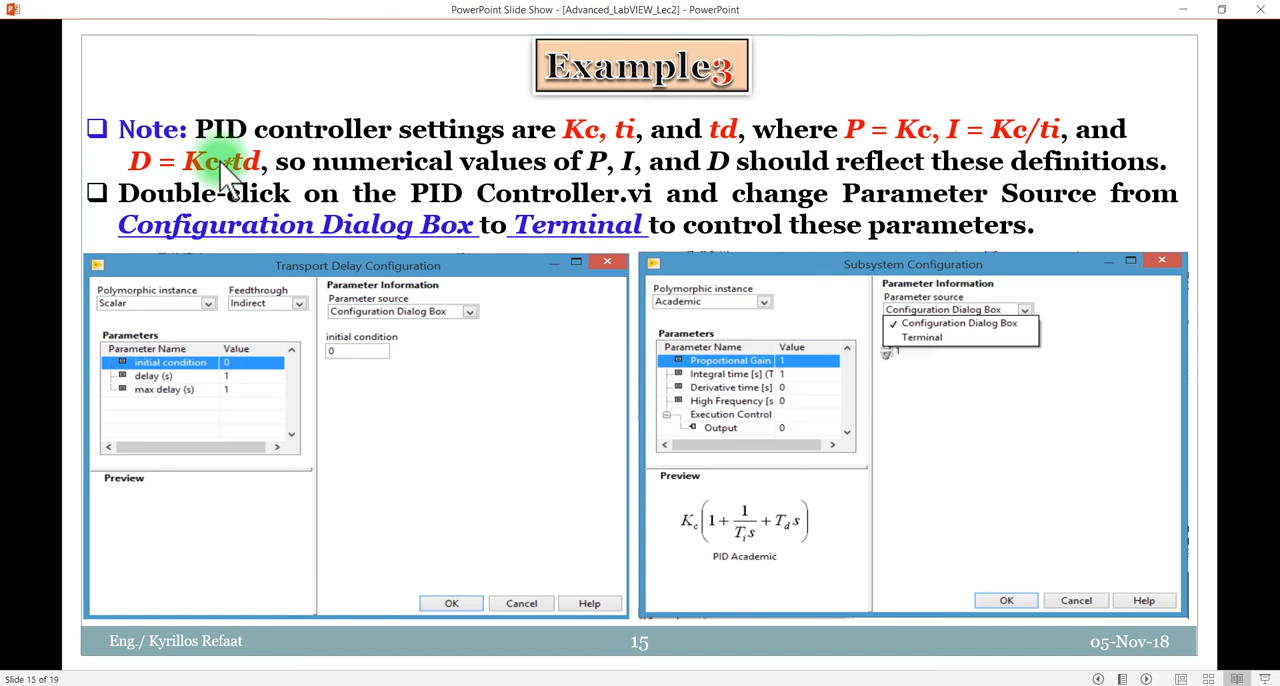 PowerPoint Slide Show - [Advanced_LabVIEW_Lec2] - PowerPoint
Example3
Note: PID controller settings are Kc, ti, and td, where P = Kc, I = Kc/ti, and
D = Kc*td, so numerical values of P, I, and D should reflect these definitions.
Double-click on the PID Controller.vi and change Parameter Source from
Configuration Dialog Box to Terminal to control these parameters.
Transport Delay Configuration
Polymorphic instance
Feedthrough
Scalar
Indirect
Parameters
Parameter Name Value
initial condition 0
delay (s) 1
max delay (s) 1
Preview
Parameter Information
Parameter source
Configuration Dialog Box
initial condition
0
OK Cancel Help
Subsystem Configuration
Polymorphic instance
Academic
Parameters
Parameter Name Value
Proportional Gain 1
Integral time [s] (T 1
Derivative time [s] 0
High Frequency [s 0
Execution Control
Output 0
Preview
Kc(1+1/Tis+Tds)
PID Academic
Parameter Information
Parameter source
Configuration Dialog Box
✓ Configuration Dialog Box
Terminal
1
OK Cancel Help
Eng./ Kyrillos Refaat 15 05-Nov-18
Slide 15 of 19